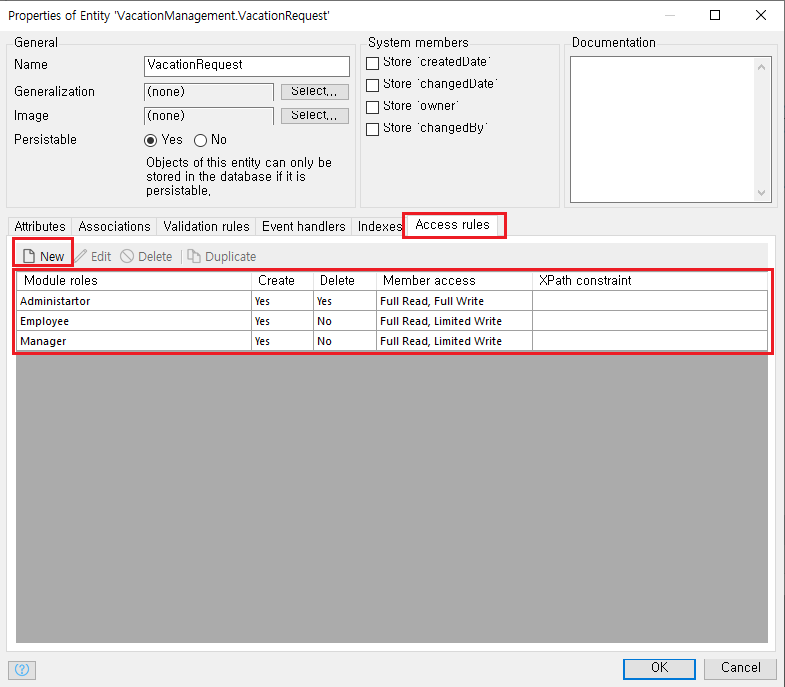 Properties of Entity 'VacationManagement.VacationRequest'
General
Name
VacationRequest
Generalization
(none)
Select...
Image
(none)
Select...
Persistable
Yes
No
Objects of this entity can only be
stored in the database if it is
persistable.
System members
Store 'createdDate'
Store 'changedDate'
Store 'owner'
Store 'changedBy'
Documentation
Attributes Associations Validation rules Event handlers Indexes Access rules
New Edit Delete Duplicate
Module roles Create Delete Member access XPath constraint
Administartor Yes Yes Full Read, Full Write
Employee Yes No Full Read, Limited Write
Manager Yes No Full Read, Limited Write
OK Cancel